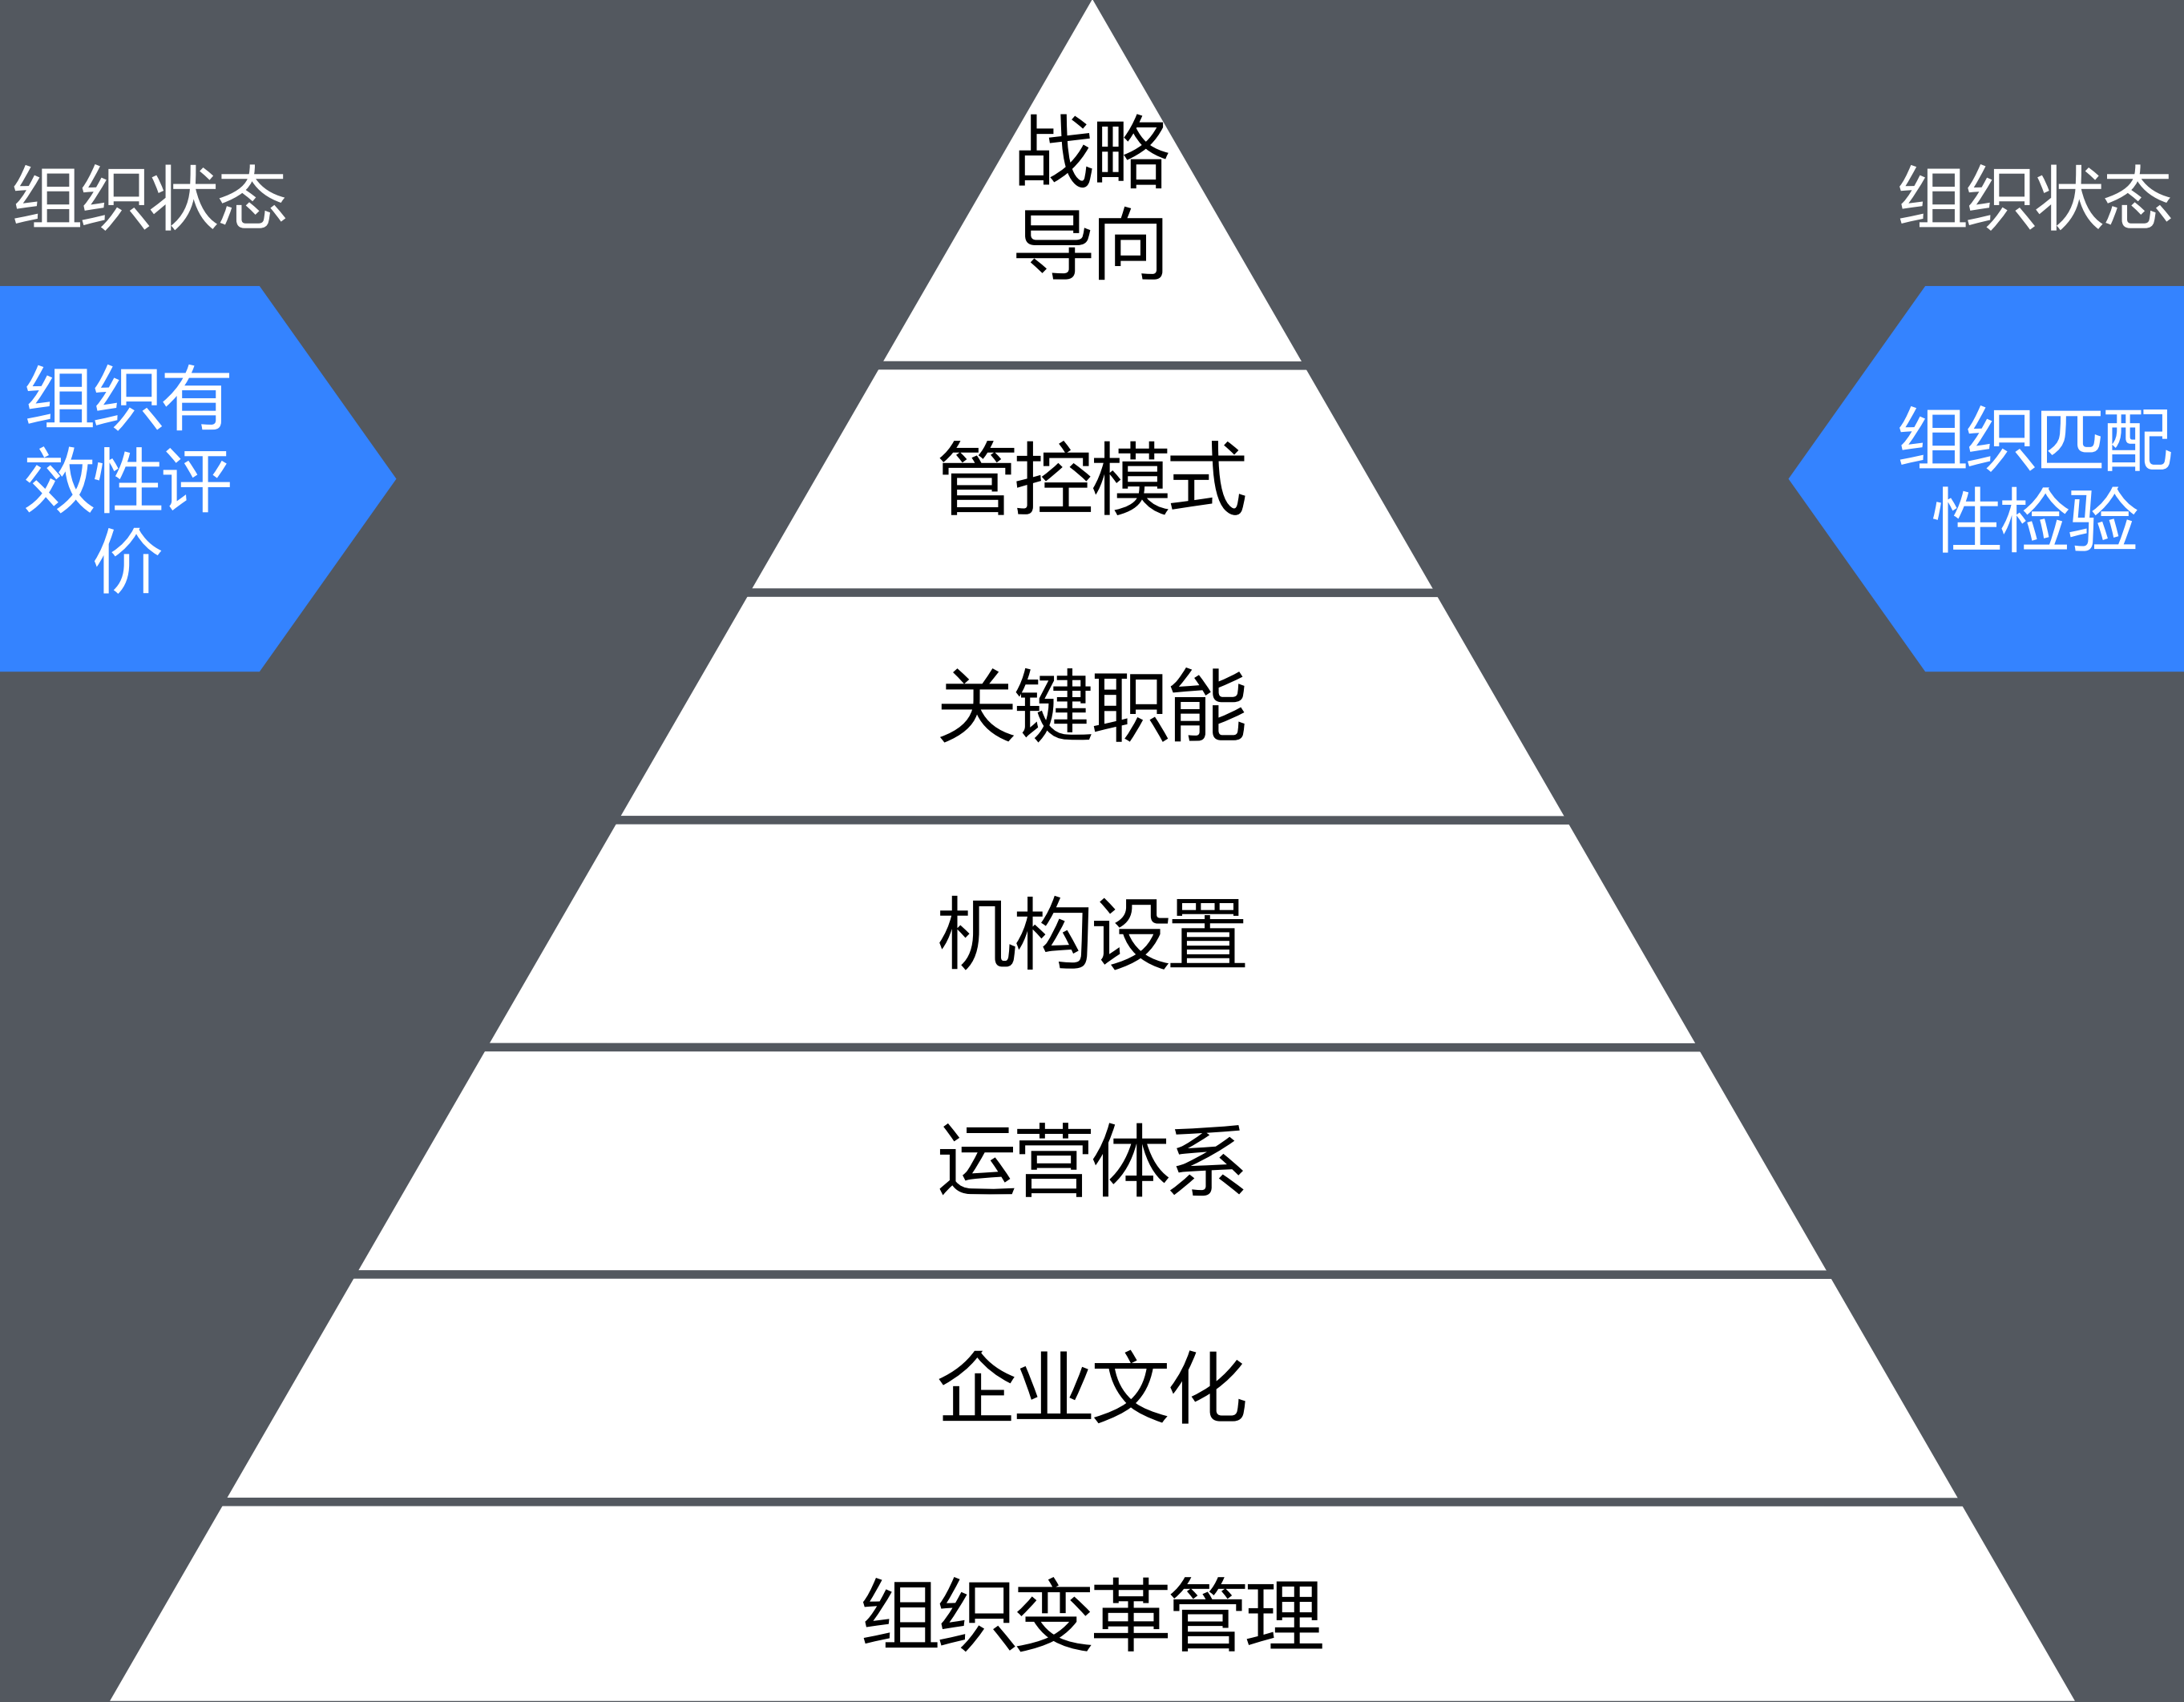 组织状态
组织有
效性评
价
战略
导向
管控模式
关键职能
机构设置
运营体系
企业文化
组织变革管理
组织状态
组织匹配
性检验